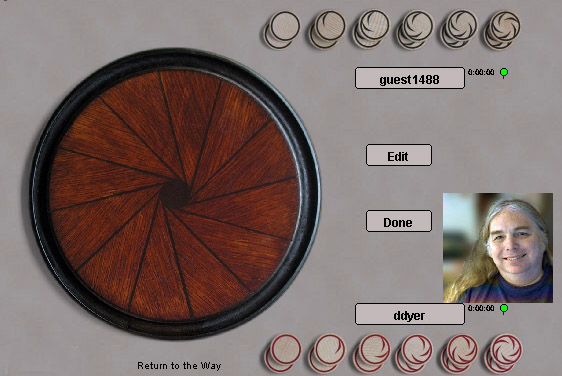 guest1488
0:00:00
Edit
Done
ddyer
0:00:00
Return to the Way